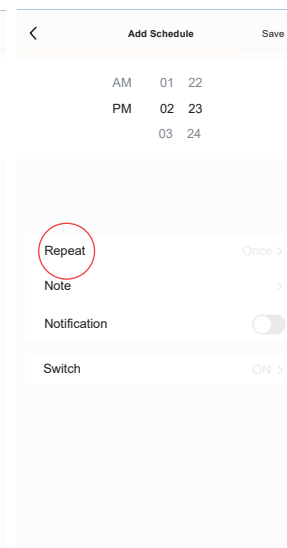 Add Schedule Save
AM 01 22
PM 02 23
03 24
Repeat Once >
Note >
Notification
Switch ON >